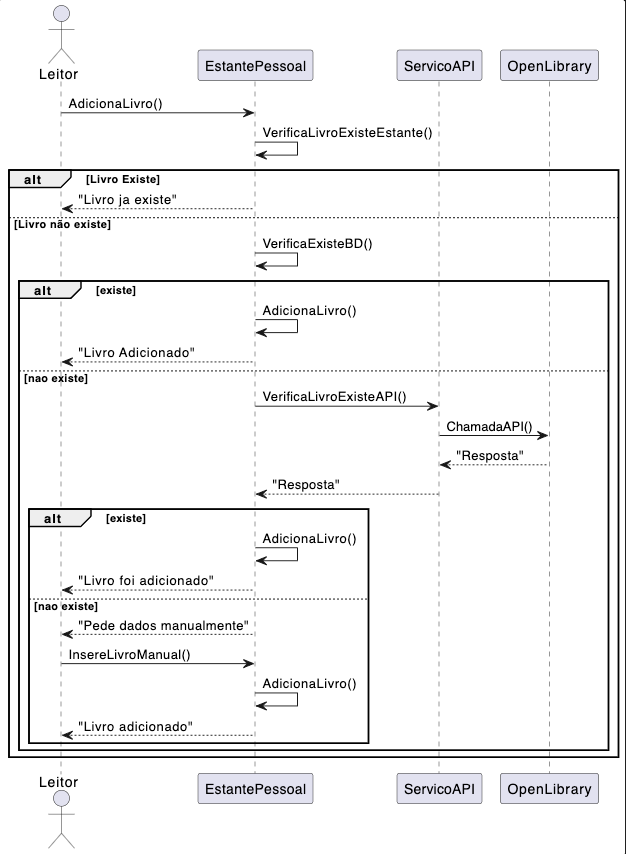 Leitor
EstantePessoal
ServicoAPI
OpenLibrary
AdicionaLivro()
VerificaLivroExisteEstante()
alt
[Livro Existe]
"Livro ja existe"
[Livro não existe]
VerificaExisteBD()
alt
[existe]
AdicionaLivro()
"Livro Adicionado"
[nao existe]
VerificaLivroExisteAPI()
ChamadaAPI()
"Resposta"
"Resposta"
alt
[existe]
AdicionaLivro()
"Livro foi adicionado"
[nao existe]
"Pede dados manualmente"
InsereLivroManual()
AdicionaLivro()
"Livro adicionado"
Leitor
EstantePessoal
ServicoAPI
OpenLibrary